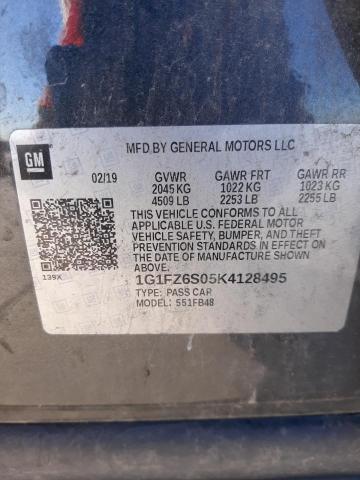 GM
MFD BY GENERAL MOTORS LLC
02/19 GVWR GAWR FRT GAWR RR
2045 KG 1022 KG 1023 KG
4509 LB 2253 LB 2255 LB
THIS VEHICLE CONFORMS TO ALL
APPLICABLE U.S. FEDERAL MOTOR
VEHICLE SAFETY, BUMPER, AND THEFT
PREVENTION STANDARDS IN EFFECT ON
THE DATE OF MANUFACTURE SHOWN ABOVE.
139X
1G1FZ6S05K4128495
TYPE: PASS CAR
MODEL: 551FB48